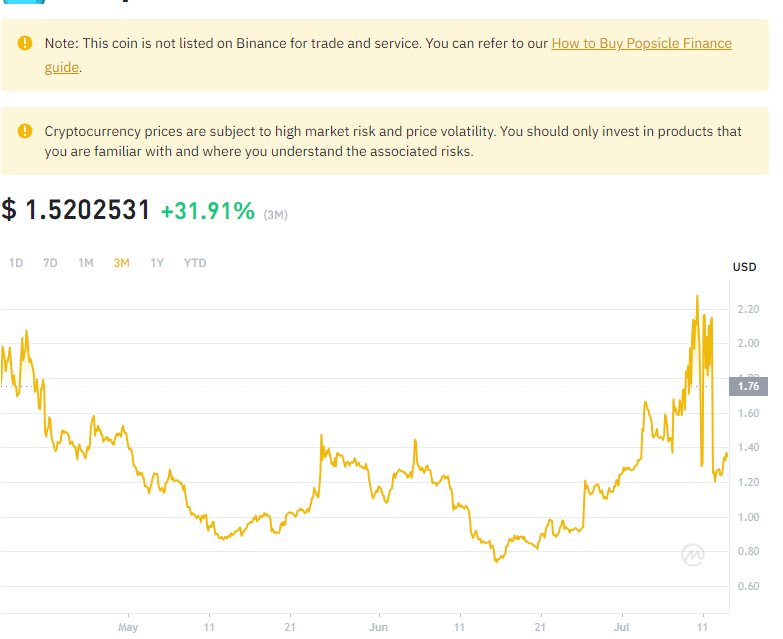 Note: This coin is not listed on Binance for trade and service. You can refer to our How to Buy Popsicle Finance
guide.
Cryptocurrency prices are subject to high market risk and price volatility. You should only invest in products that
you are familiar with and where you understand the associated risks.
$ 1.5202531 +31.91% (3M)
1D 7D 1M 3M 1Y YTD
USD
2.20
2.00
1.80
1.76
1.60
1.40
1.20
1.00
0.80
0.60
May 11 21 Jun 11 21 Jul 11